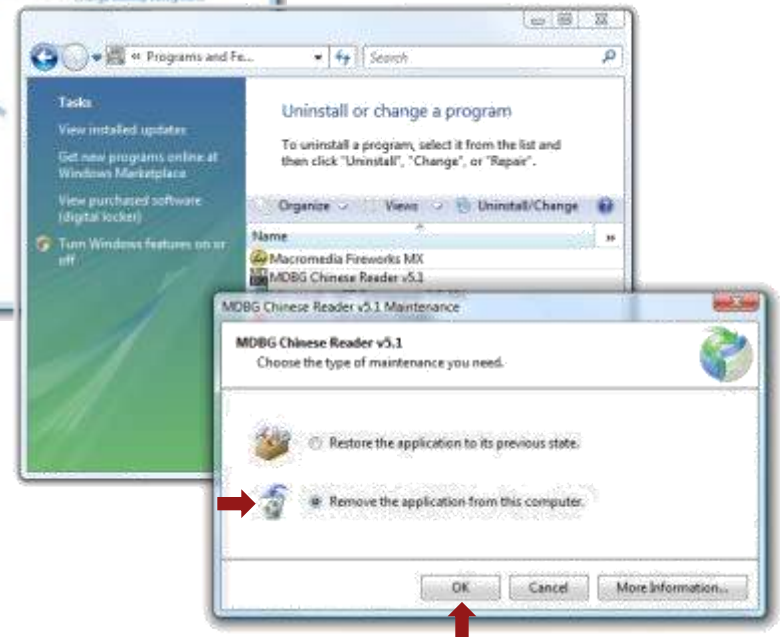 « Programs and Fe...
Search
Tasks
View installed updates
Get new programs online at
Windows Marketplace
View purchased software
(digital locker)
Turn Windows features on or
off
Uninstall or change a program
To uninstall a program, select it from the list and
then click "Uninstall", "Change", or "Repair".
Organize Views Uninstall/Change
Name »
Macromedia Fireworks MX
MDBG Chinese Reader v5.1
MDBG Chinese Reader v5.1 Maintenance
MDBG Chinese Reader v5.1
Choose the type of maintenance you need.
Restore the application to its previous state.
Remove the application from this computer.
OK Cancel More Information...